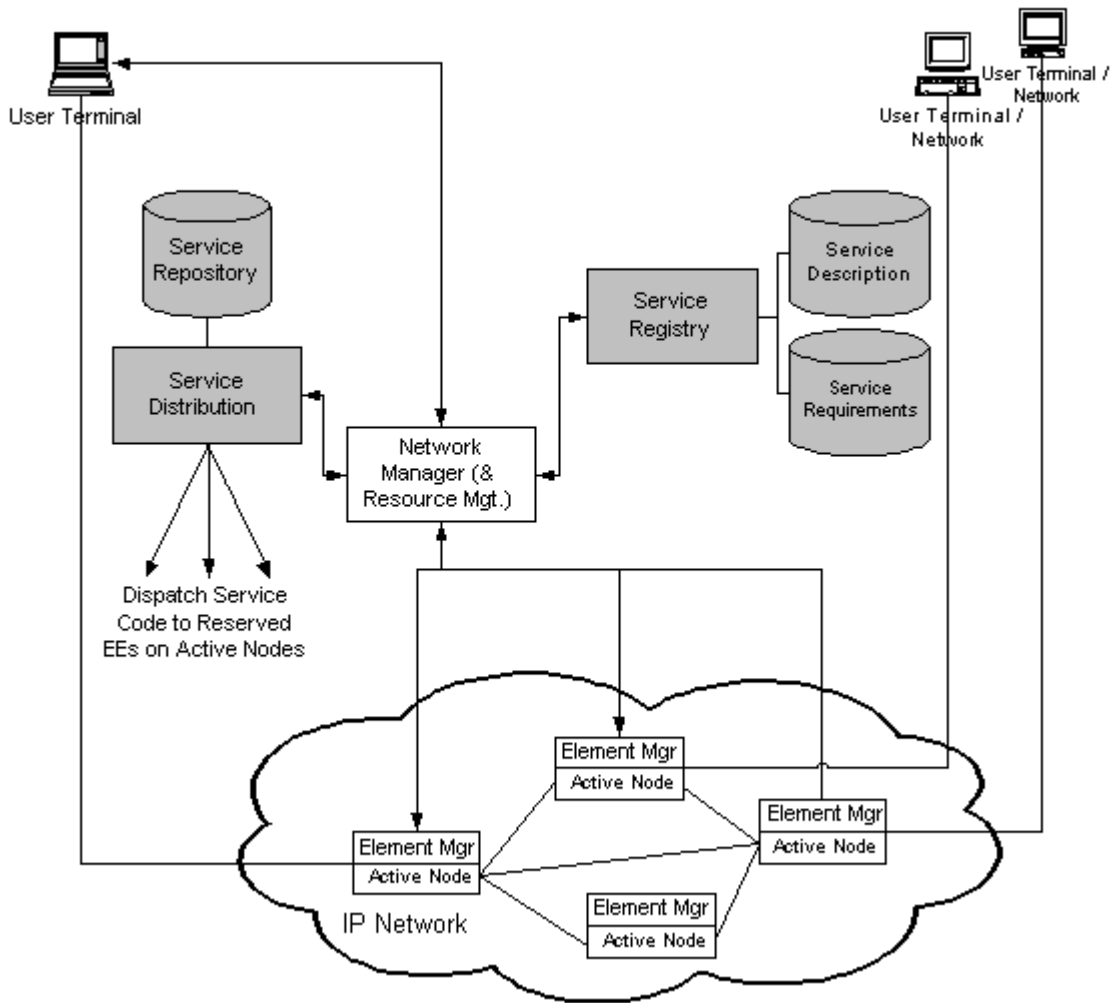 User Terminal
User Terminal /
Network
User Terminal /
Network
Service
Repository
Service
Description
Service
Registry
Service
Requirements
Service
Distribution
Network
Manager (&
Resource Mgt.)
Dispatch Service
Code to Reserved
EEs on Active Nodes
Element Mgr
Active Node
Element Mgr
Active Node
Element Mgr
Active Node
Element Mgr
Active Node
IP Network